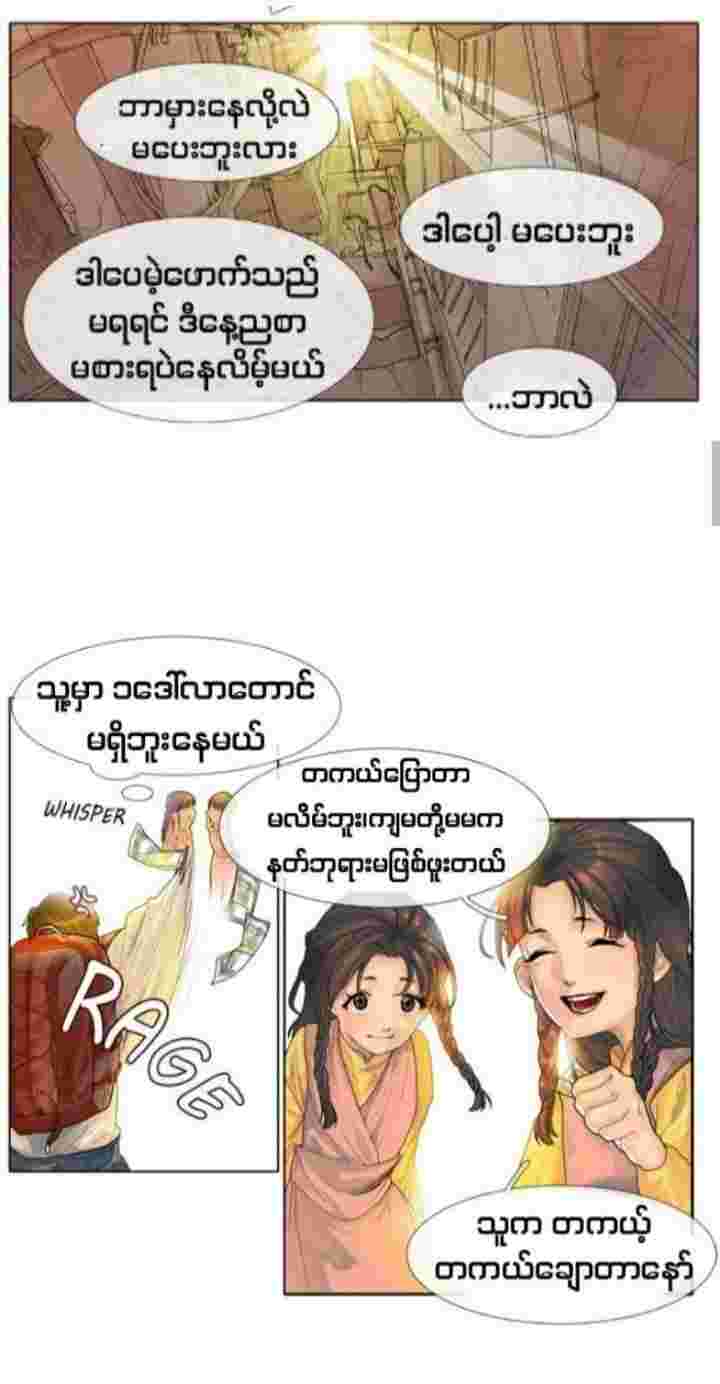 ဘာမှားနေလို့လဲ
မပေးဘူးလား
ဒါပေါ့ မပေးဘူး
ဒါပေမဲ့ဖောက်သည်
မရရင် ဒီနေ့ညစာ
မစားရပဲနေလိမ့်မယ်
...ဘာလဲ
သူ့မှာ ၁ဒေါ်လာတောင်
မရှိဘူးနေမယ်
WHISPER
RAGE
တကယ်ပြောတာ
မလိမ်ဘူး၊ကျမတို့မမက
နတ်ဘုရားမဖြစ်ဖူးတယ်
သူက တကယ့်
တကယ်ချောတာနော်